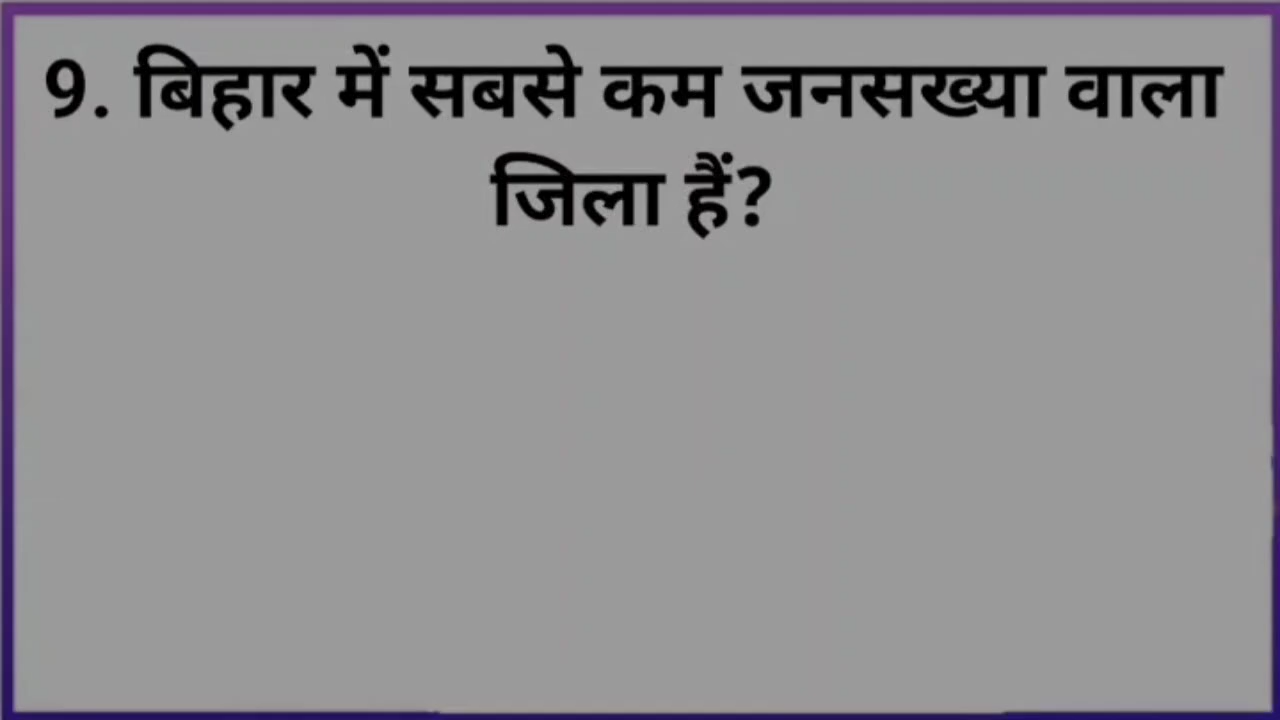 9. बिहार में सबसे कम जनसख्या वाला
जिला हैं?